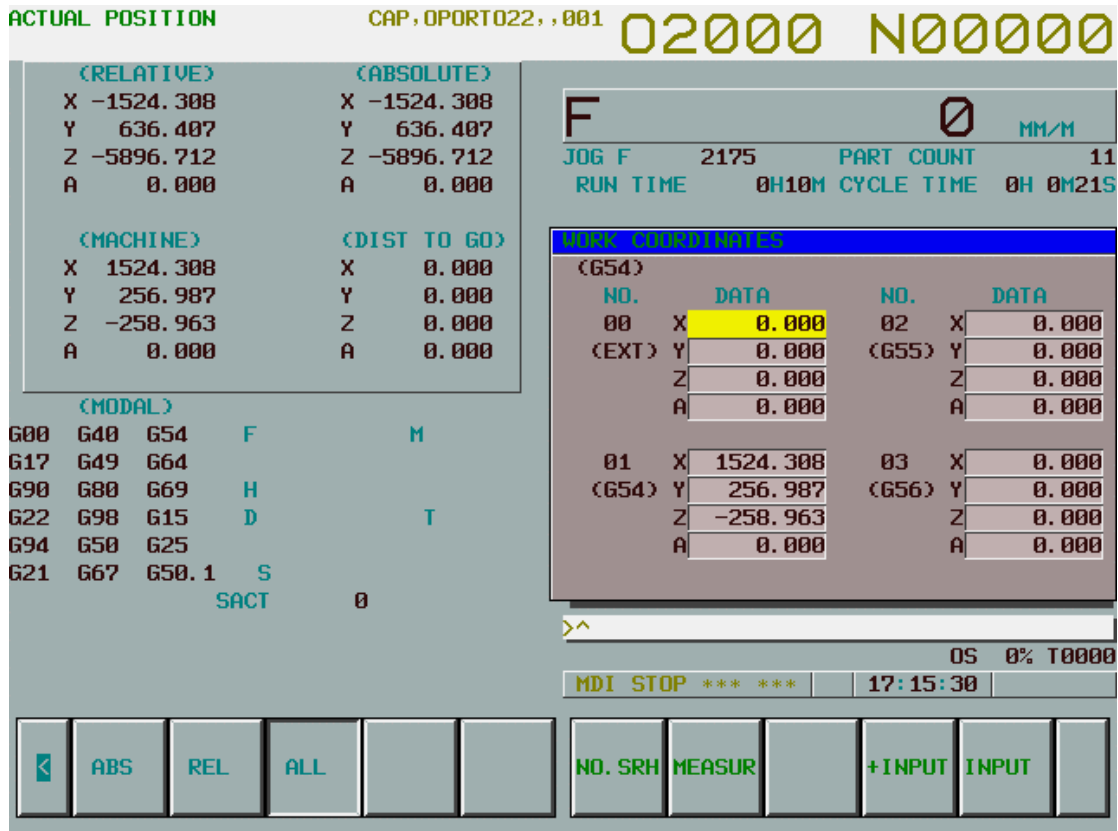 ACTUAL POSITION CAP,OPORTO22,,001 O2000 N00000
(RELATIVE) (ABSOLUTE)
X -1524.308 X -1524.308
Y 636.407 Y 636.407
Z -5896.712 Z -5896.712
A 0.000 A 0.000
(MACHINE) (DIST TO GO)
X 1524.308 X 0.000
Y 256.987 Y 0.000
Z -258.963 Z 0.000
A 0.000 A 0.000
(MODAL)
G00 G40 G54 F M
G17 G49 G64
G90 G80 G69 H
G22 G98 G15 D T
G94 G50 G25
G21 G67 G50.1 S
SACT 0
F 0 MM/M
JOG F 2175 PART COUNT 11
RUN TIME 0H10M CYCLE TIME 0H 0M21S
WORK COORDINATES
(G54)
NO. DATA NO. DATA
00 X 0.000 02 X 0.000
(EXT) Y 0.000 (G55) Y 0.000
Z 0.000 Z 0.000
A 0.000 A 0.000
01 X 1524.308 03 X 0.000
(G54) Y 256.987 (G56) Y 0.000
Z -258.963 Z 0.000
A 0.000 A 0.000
>^
OS 0% T0000
MDI STOP *** *** 17:15:30
< ABS REL ALL NO.SRH MEASUR +INPUT INPUT